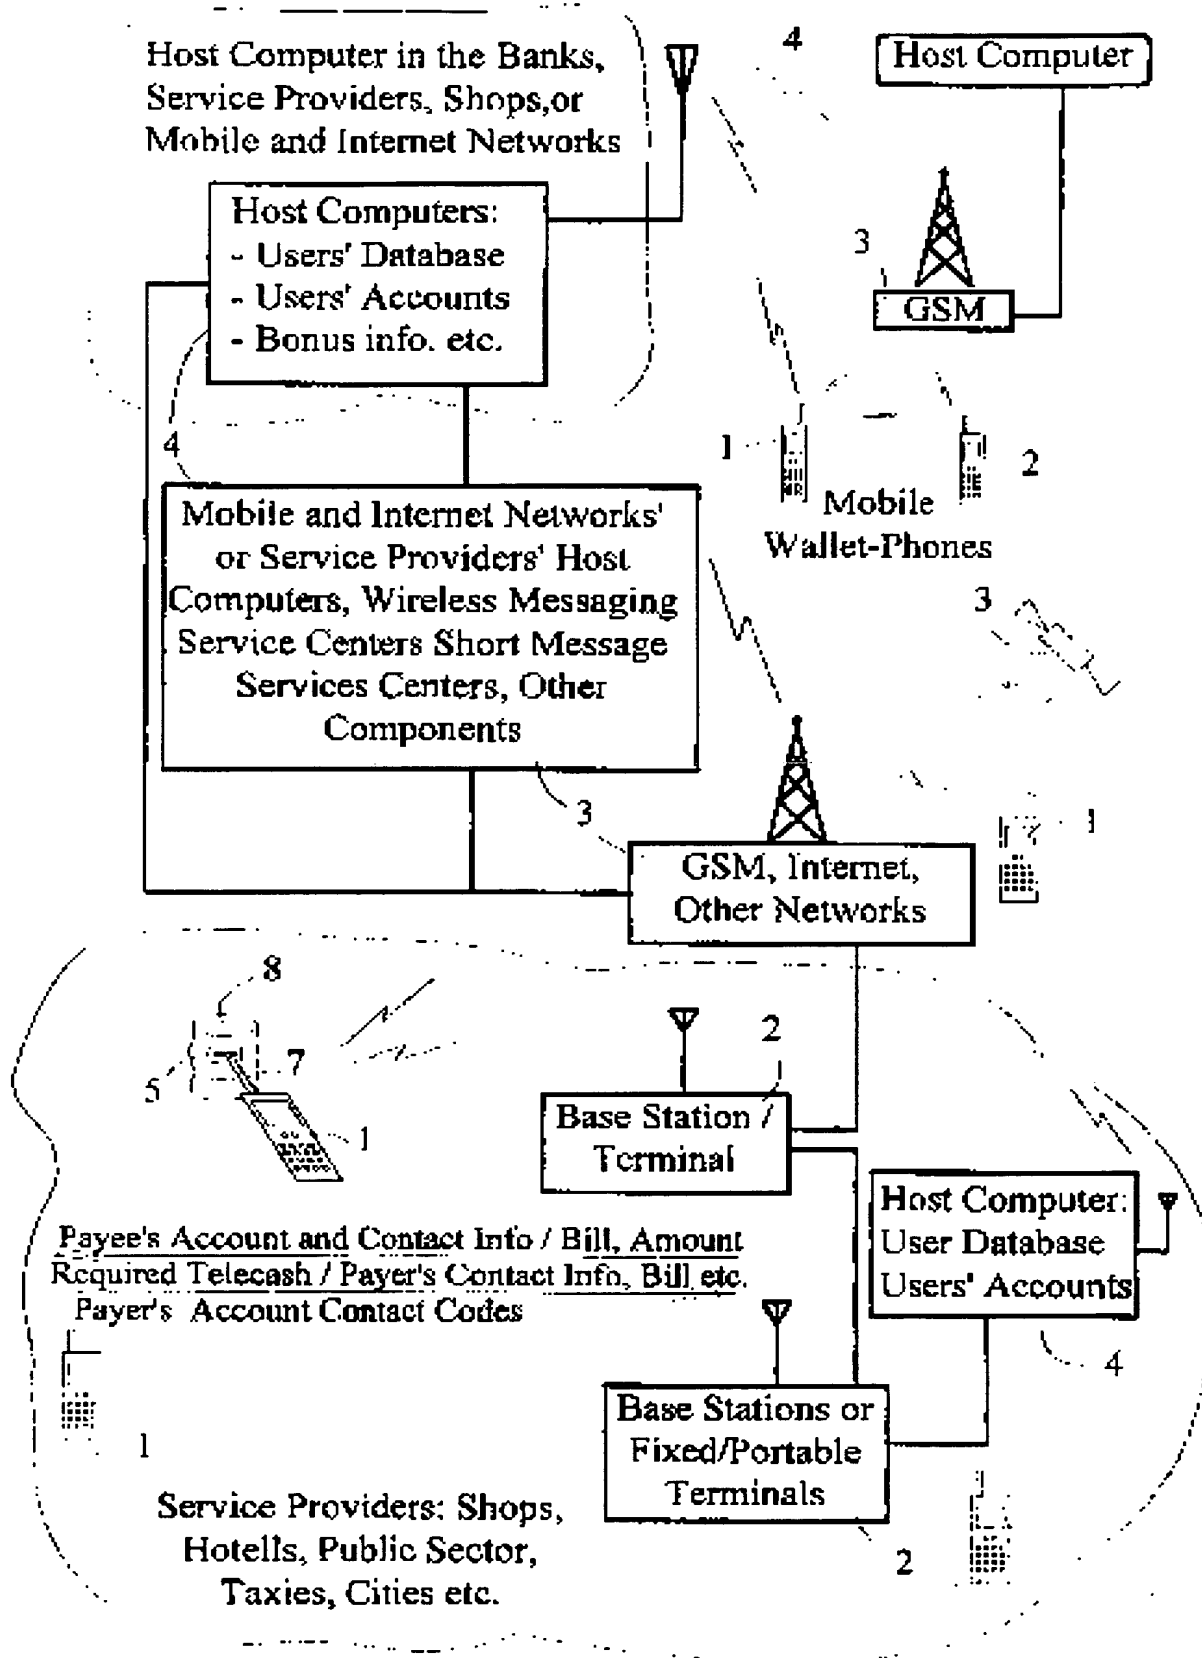 Host Computer in the Banks,
Service Providers, Shops,or
Mobile and Internet Networks
4
Host Computer
Host Computers:
- Users' Database
- Users' Accounts
- Bonus info. etc.
3
GSM
4
1
2
Mobile
Wallet-Phones
Mobile and Internet Networks'
or Service Providers' Host
Computers, Wireless Messaging
Service Centers Short Message
Services Centers, Other
Components
3
3
1
GSM, Internet,
Other Networks
8
5
7
1
2
Base Station /
Terminal
Host Computer:
User Database
Users' Accounts
4
Payee's Account and Contact Info / Bill, Amount
Required Telecash / Payer's Contact Info, Bill etc.
Payer's Account Contact Codes
1
Base Stations or
Fixed/Portable
Terminals
2
Service Providers: Shops,
Hotells, Public Sector,
Taxies, Cities etc.